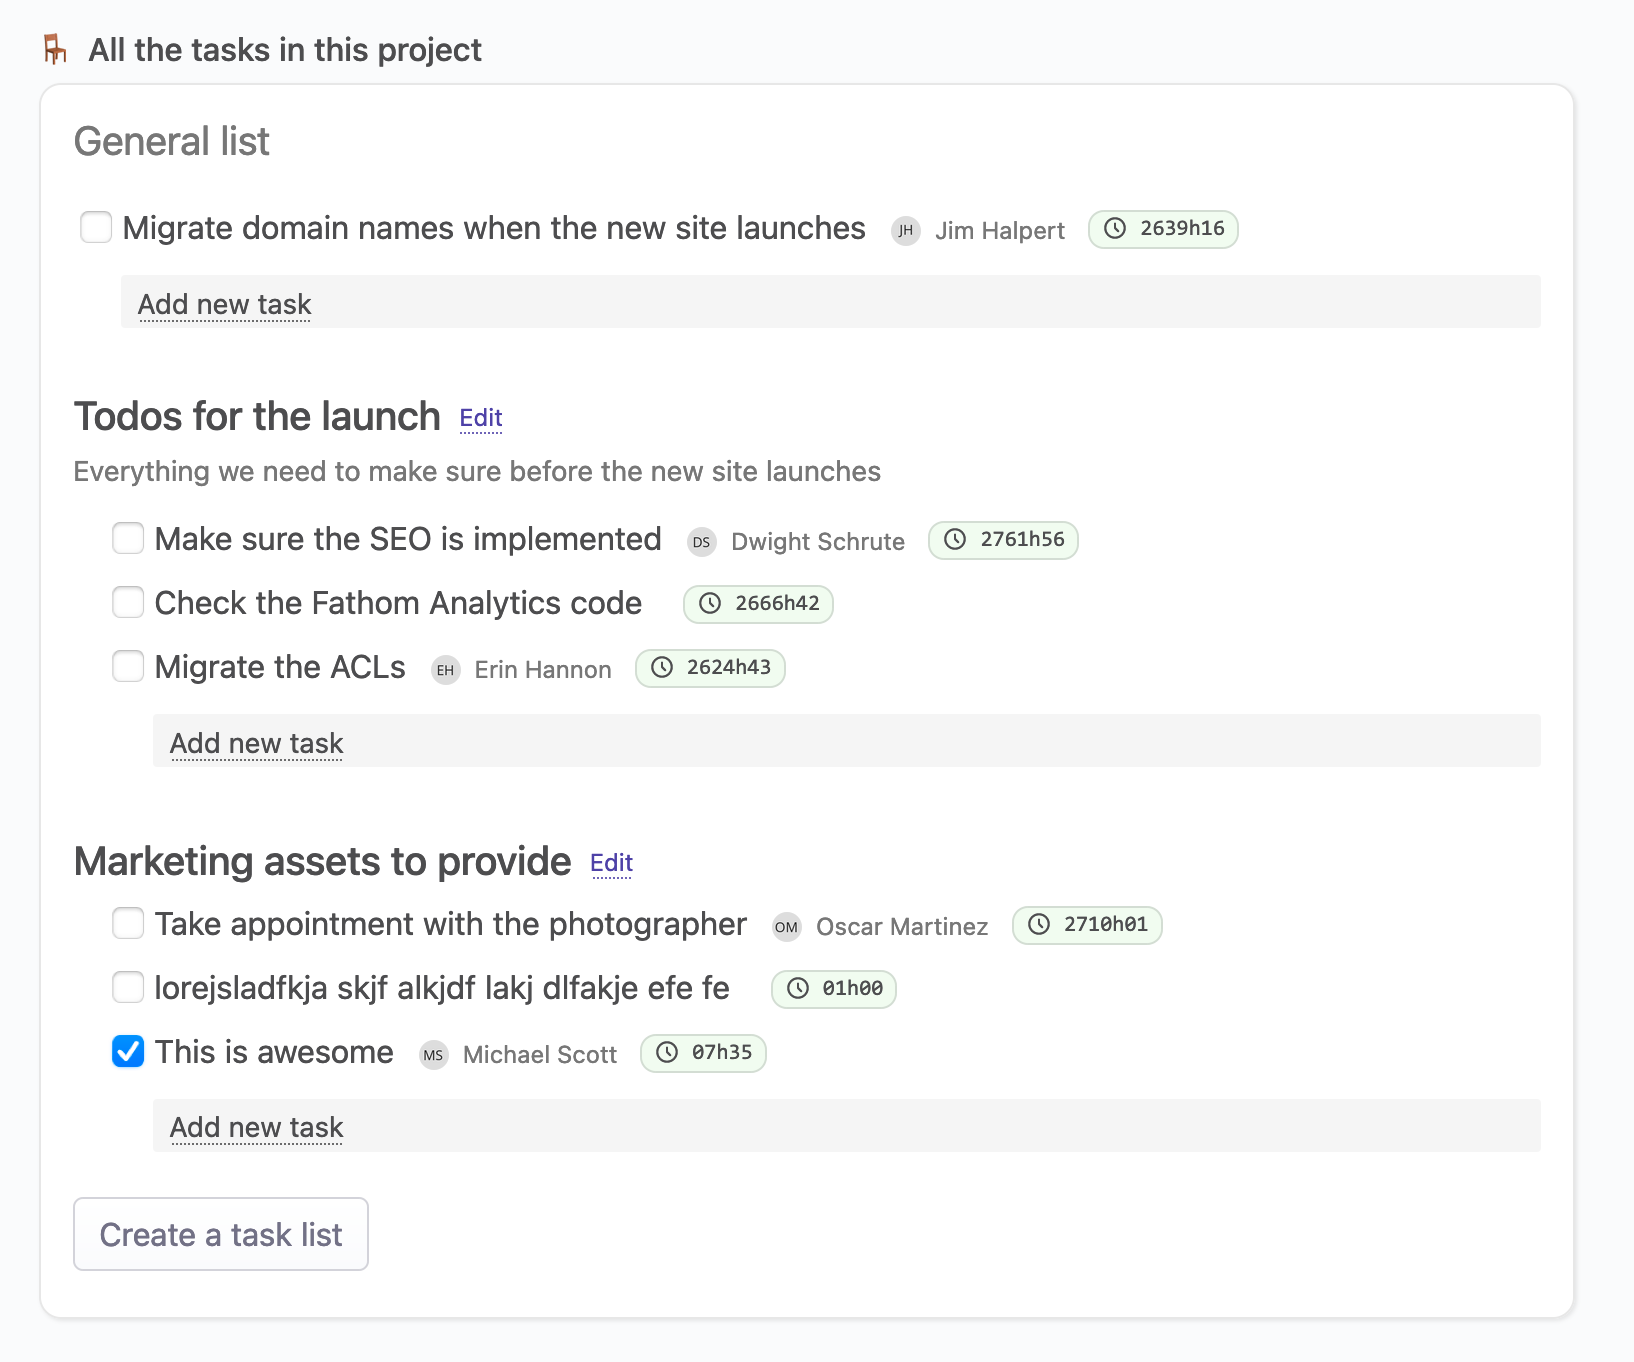 All the tasks in this project
General list
Migrate domain names when the new site launches JH Jim Halpert 2639h16
Add new task
Todos for the launch Edit
Everything we need to make sure before the new site launches
Make sure the SEO is implemented DS Dwight Schrute 2761h56
Check the Fathom Analytics code 2666h42
Migrate the ACLs EH Erin Hannon 2624h43
Add new task
Marketing assets to provide Edit
Take appointment with the photographer OM Oscar Martinez 2710h01
lorejsladfkja skjf alkjdf lakj dlfakje efe fe 01h00
This is awesome MS Michael Scott 07h35
Add new task
Create a task list